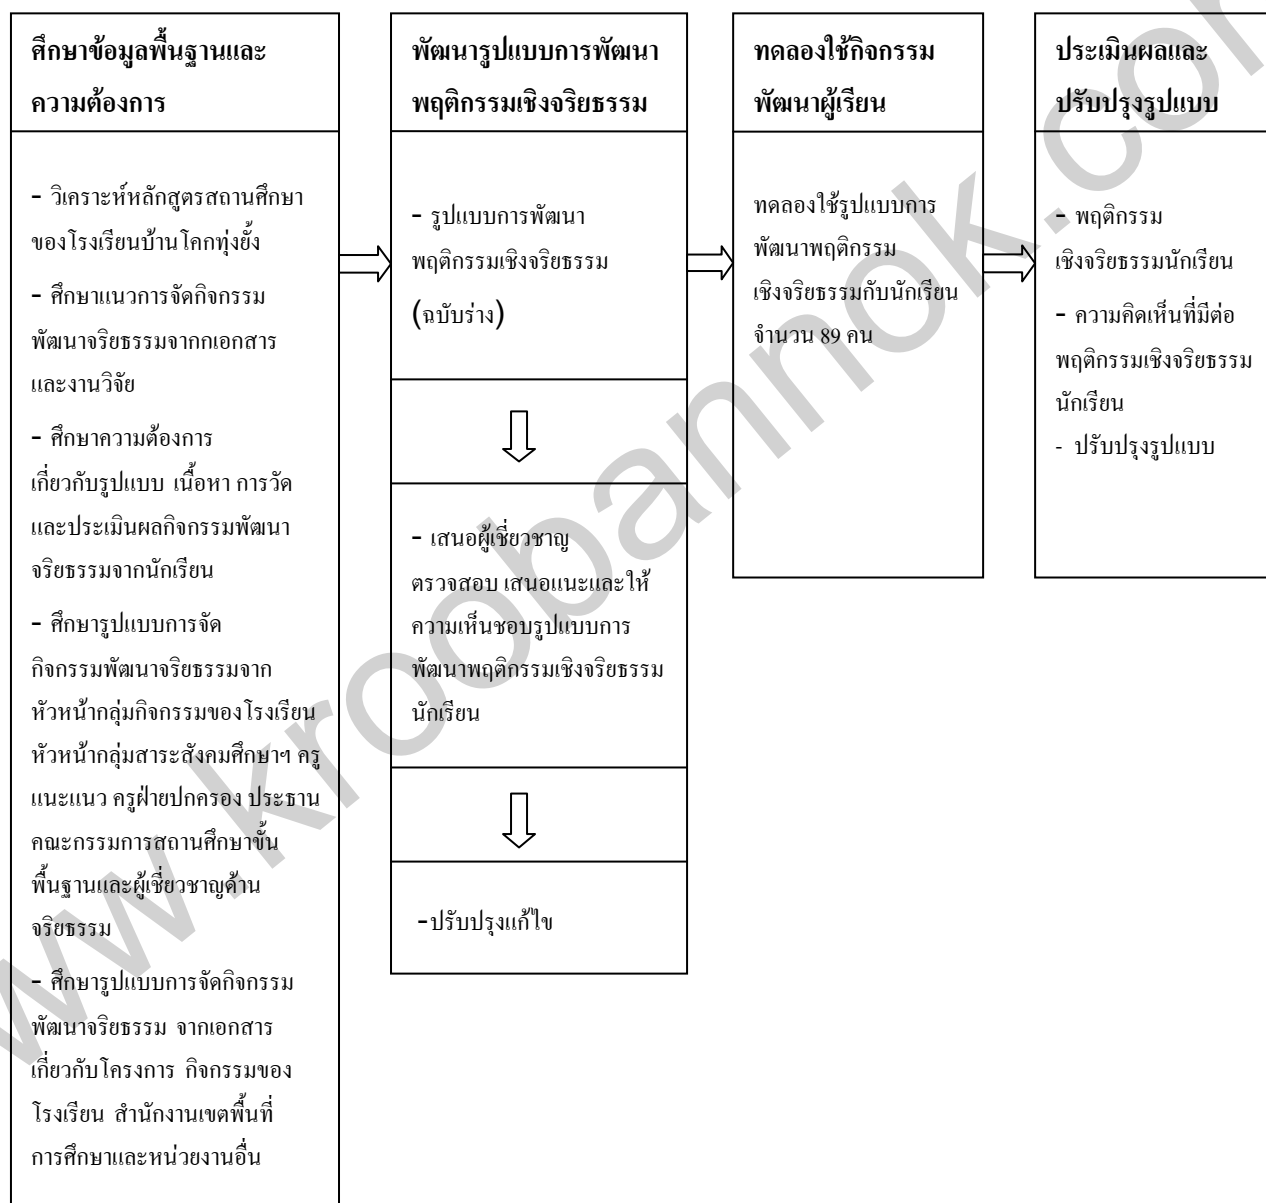 ศึกษาข้อมูลพื้นฐานและ
ความต้องการ
- วิเคราะห์หลักสูตรสถานศึกษา
ของโรงเรียนบ้านโคกทุ่งยั้ง
- ศึกษาแนวการจัดกิจกรรม
พัฒนาจริยธรรมจากกเอกสาร
และงานวิจัย
- ศึกษาความต้องการ
เกี่ยวกับรูปแบบ เนื้อหา การวัด
และประเมินผลกิจกรรมพัฒนา
จริยธรรมจากนักเรียน
- ศึกษารูปแบบการจัด
กิจกรรมพัฒนาจริยธรรมจาก
หัวหน้ากลุ่มกิจกรรมของโรงเรียน
หัวหน้ากลุ่มสาระสังคมศึกษาฯ ครู
แนะแนว ครูฝ่ายปกครอง ประธาน
คณะกรรมการสถานศึกษาขั้น
พื้นฐานและผู้เชี่ยวชาญด้าน
จริยธรรม
- ศึกษารูปแบบการจัดกิจกรรม
พัฒนาจริยธรรม จากเอกสาร
เกี่ยวกับโครงการ กิจกรรมของ
โรงเรียน สำนักงานเขตพื้นที่
การศึกษาและหน่วยงานอื่น
พัฒนารูปแบบการพัฒนา
พฤติกรรมเชิงจริยธรรม
- รูปแบบการพัฒนา
พฤติกรรมเชิงจริยธรรม
(ฉบับร่าง)
- เสนอผู้เชี่ยวชาญ
ตรวจสอบ เสนอแนะและให้
ความเห็นชอบรูปแบบการ
พัฒนาพฤติกรรมเชิงจริยธรรม
นักเรียน
-ปรับปรุงแก้ไข
ทดลองใช้กิจกรรม
พัฒนาผู้เรียน
ทดลองใช้รูปแบบการ
พัฒนาพฤติกรรม
เชิงจริยธรรมกับนักเรียน
จำนวน 89 คน
ประเมินผลและ
ปรับปรุงรูปแบบ
- พฤติกรรม
เชิงจริยธรรมนักเรียน
- ความคิดเห็นที่มีต่อ
พฤติกรรมเชิงจริยธรรม
นักเรียน
- ปรับปรุงรูปแบบ
www.kroobannok.com